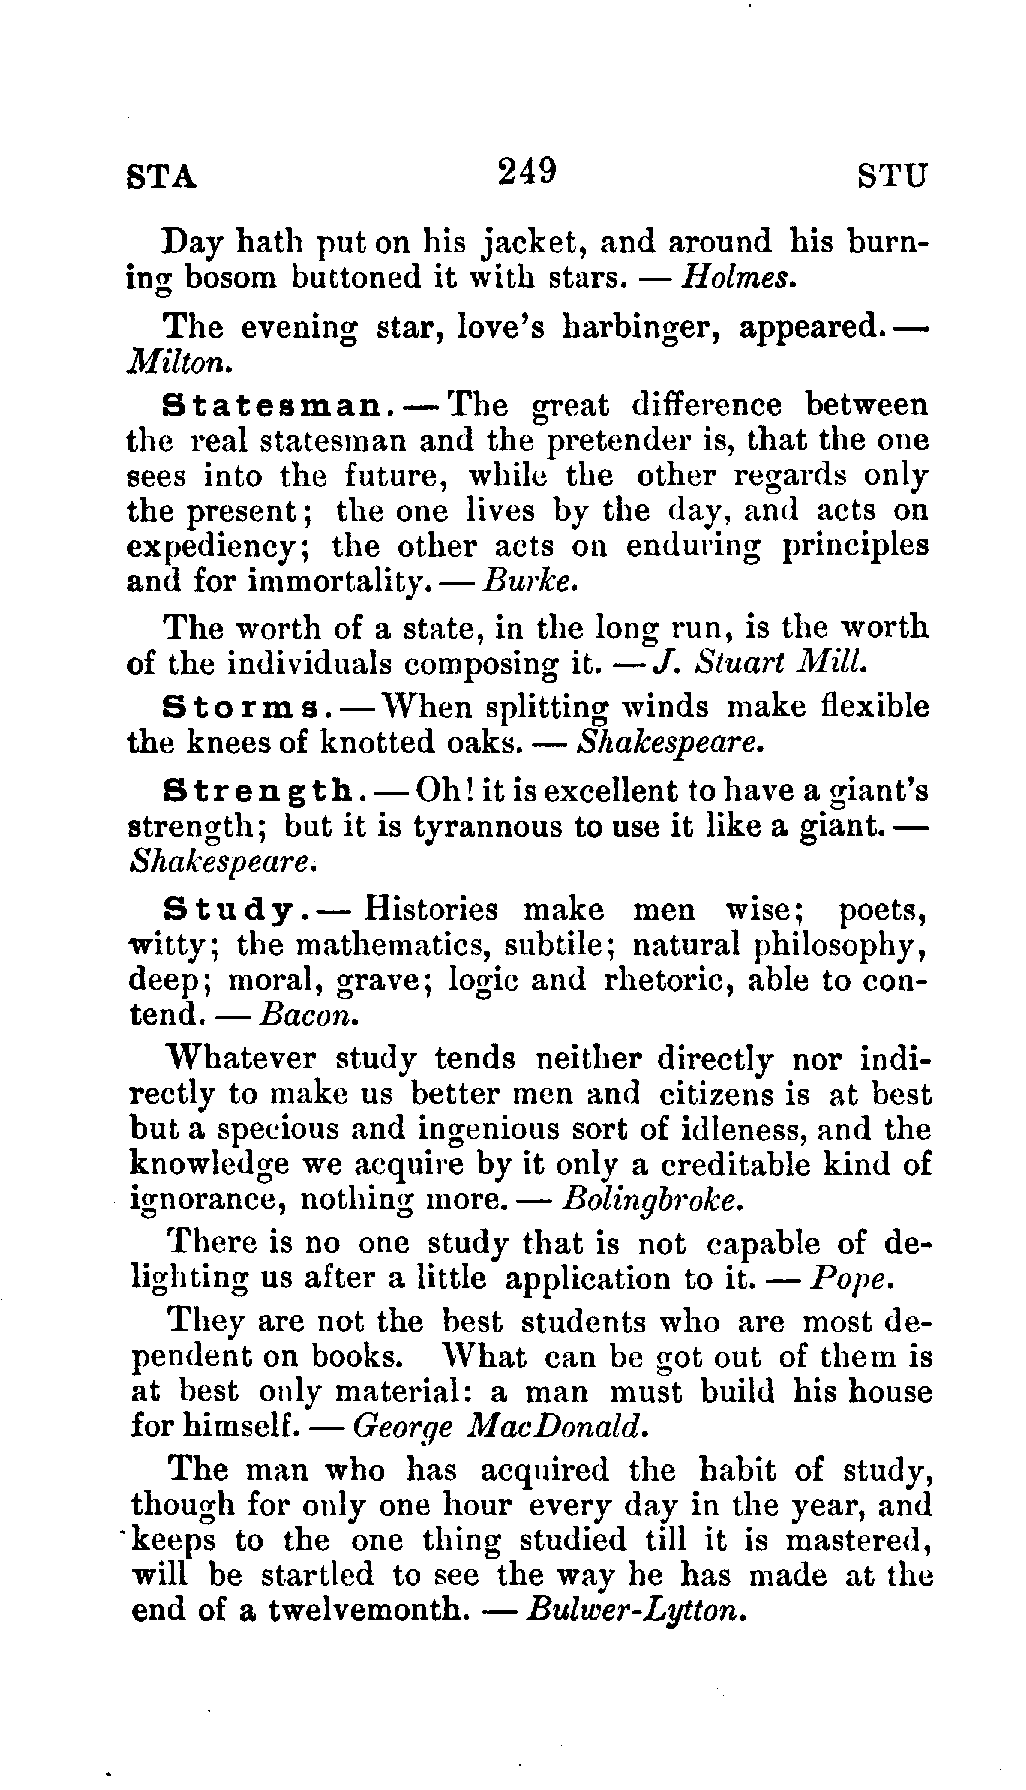 STA 249 STU
Day hath put on his jacket, and around his burn-
ing bosom buttoned it with stars. — Holmes.
The evening star, love's harbinger, appeared. —
Milton.
Statesman. — The great difference between
the real statesman and the pretender is, that the one
sees into the future, while the other regards only
the present; the one lives by the day, and acts on
expediency; the other acts on enduring principles
and for immortality. — Burke.
The worth of a state, in the long run, is the worth
of the individuals composing it. — J. Stuart Mill.
Storms. — When splitting winds make flexible
the knees of knotted oaks. — Shakespeare.
Strength. — Oh! it is excellent to have a giant's
strength; but it is tyrannous to use it like a giant. —
Shakespeare.
Study. — Histories make men wise; poets,
witty; the mathematics, subtile; natural philosophy,
deep; moral, grave; logic and rhetoric, able to con-
tend. — Bacon.
Whatever study tends neither directly nor indi-
rectly to make us better men and citizens is at best
but a specious and ingenious sort of idleness, and the
knowledge we acquire by it only a creditable kind of
ignorance, nothing more. — Bolingbroke.
There is no one study that is not capable of de-
lighting us after a little application to it. — Pope.
They are not the best students who are most de-
pendent on books. What can be got out of them is
at best only material: a man must build his house
for himself. — George MacDonald.
The man who has acquired the habit of study,
though for only one hour every day in the year, and
keeps to the one thing studied till it is mastered,
will be startled to see the way he has made at the
end of a twelvemonth. — Bulwer-Lytton.